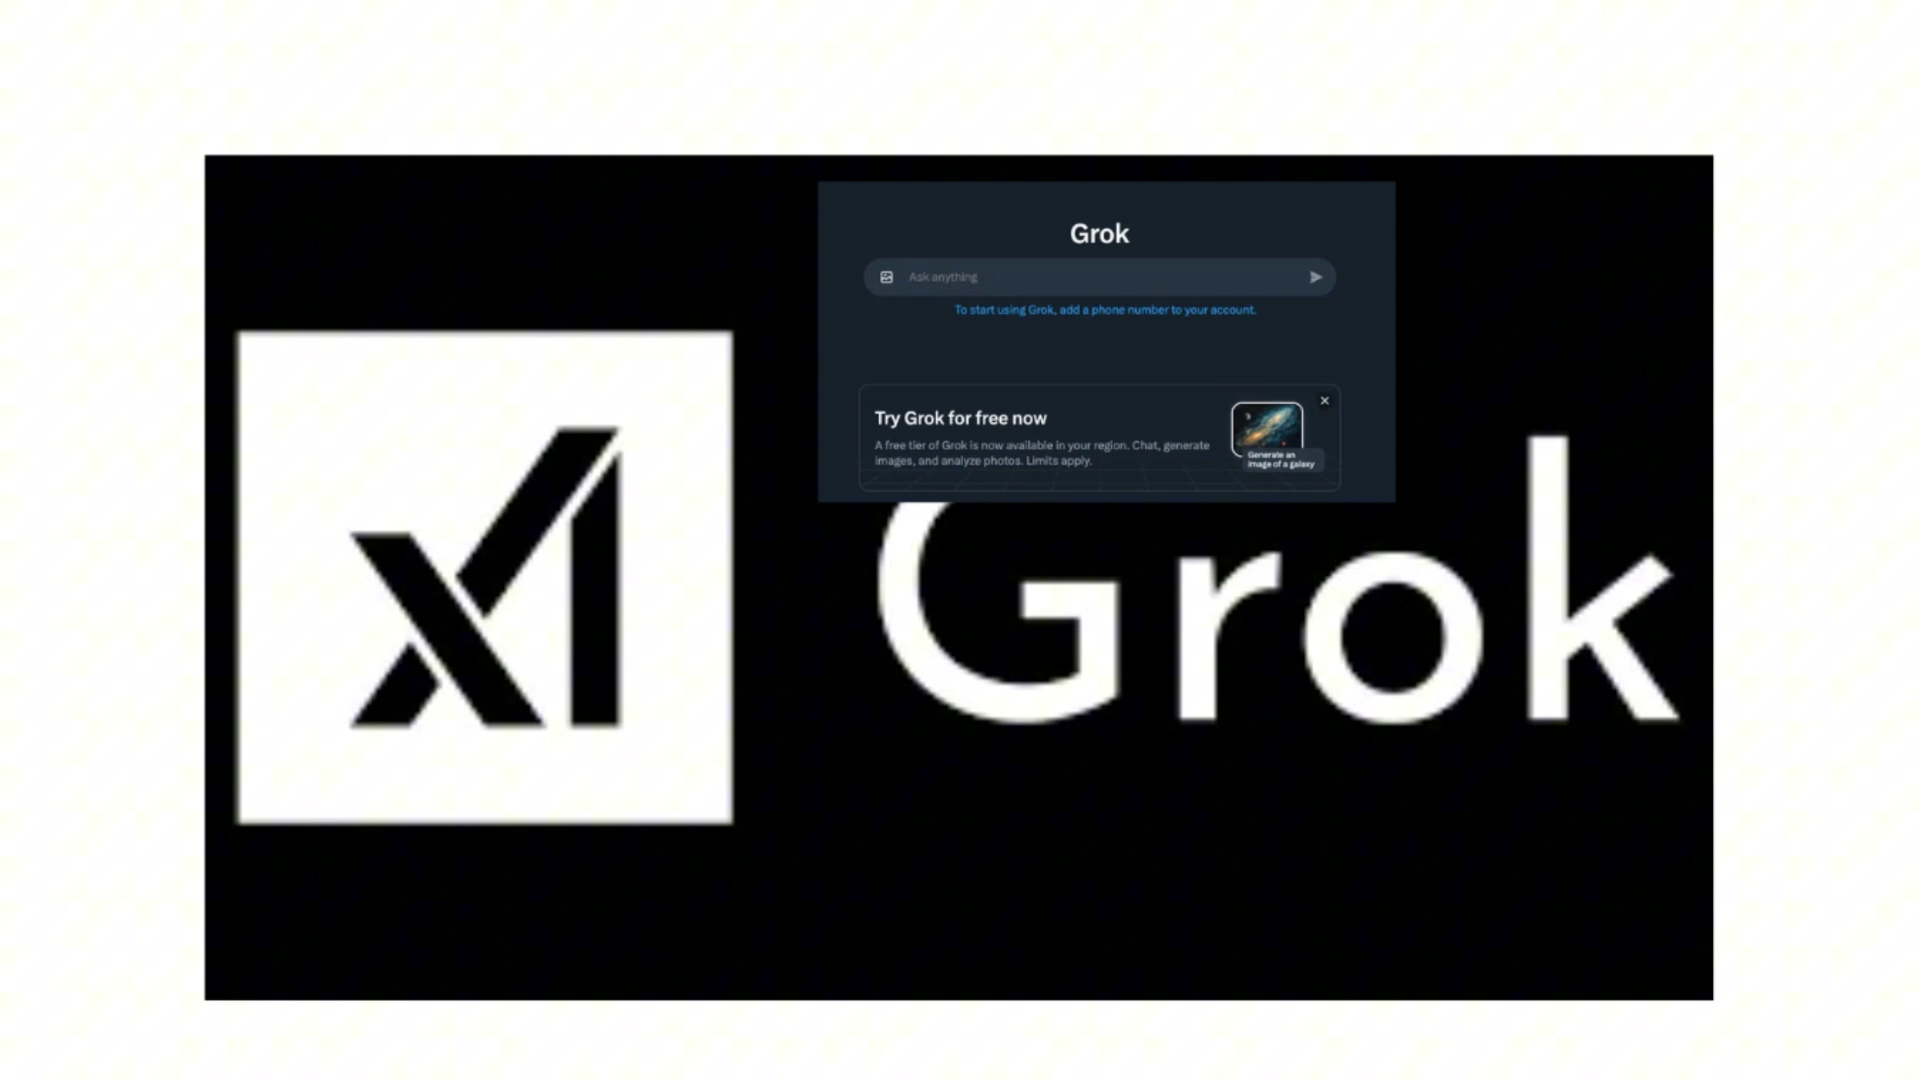 Grok
Ask anything
To start using Grok, add a phone number to your account.
Try Grok for free now
A free tier of Grok is now available in your region. Chat, generate
images, and analyze photos. Limits apply.
Generate an
image of a galaxy
xI
Grok